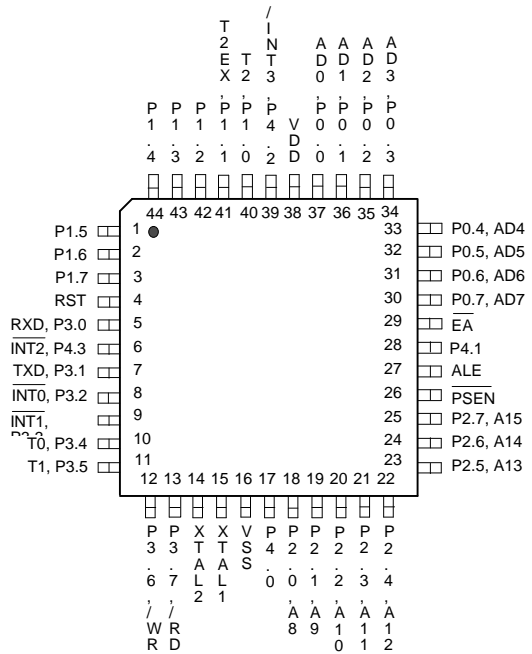 P1.4
P1.3
P1.2
T2EX,P1.1
T2,P1.0
/INT3,P4.2
VDD
AD0,P0.0
AD1,P0.1
AD2,P0.2
AD3,P0.3
44 43 42 41 40 39 38 37 36 35 34
P1.5 1
P1.6 2
P1.7 3
RST 4
RXD, P3.0 5
INT2, P4.3 6
TXD, P3.1 7
INT0, P3.2 8
INT1, 9
T0, P3.4 10
T1, P3.5 11
33 P0.4, AD4
32 P0.5, AD5
31 P0.6, AD6
30 P0.7, AD7
29 EA
28 P4.1
27 ALE
26 PSEN
25 P2.7, A15
24 P2.6, A14
23 P2.5, A13
12 13 14 15 16 17 18 19 20 21 22
P3.6,/WR
P3.7,/RD
XTAL2
XTAL1
VSS
P4.0
P2.0,A8
P2.1,A9
P2.2,A10
P2.3,A11
P2.4,A12